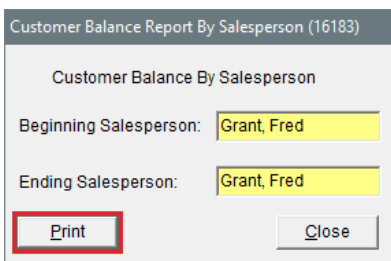 Customer Balance Report By Salesperson (16183)
Customer Balance By Salesperson
Beginning Salesperson: Grant, Fred
Ending Salesperson: Grant, Fred
Print Close